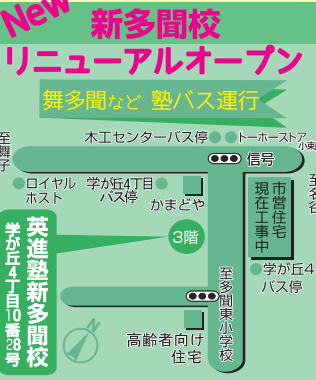 New
新多聞校
リニューアルオープン
舞多聞など 塾バス運行
至舞子
木工センターバス停
トーホーストア
小束
信号
ロイヤル
ホスト
学が丘4丁目
バス停
かまどや
市営住宅
現在工事中
至名谷
3階
英進塾新多聞校
学が丘4丁目10番28号
学が丘4
バス停
至多聞東小学校
高齢者向け
住宅
N